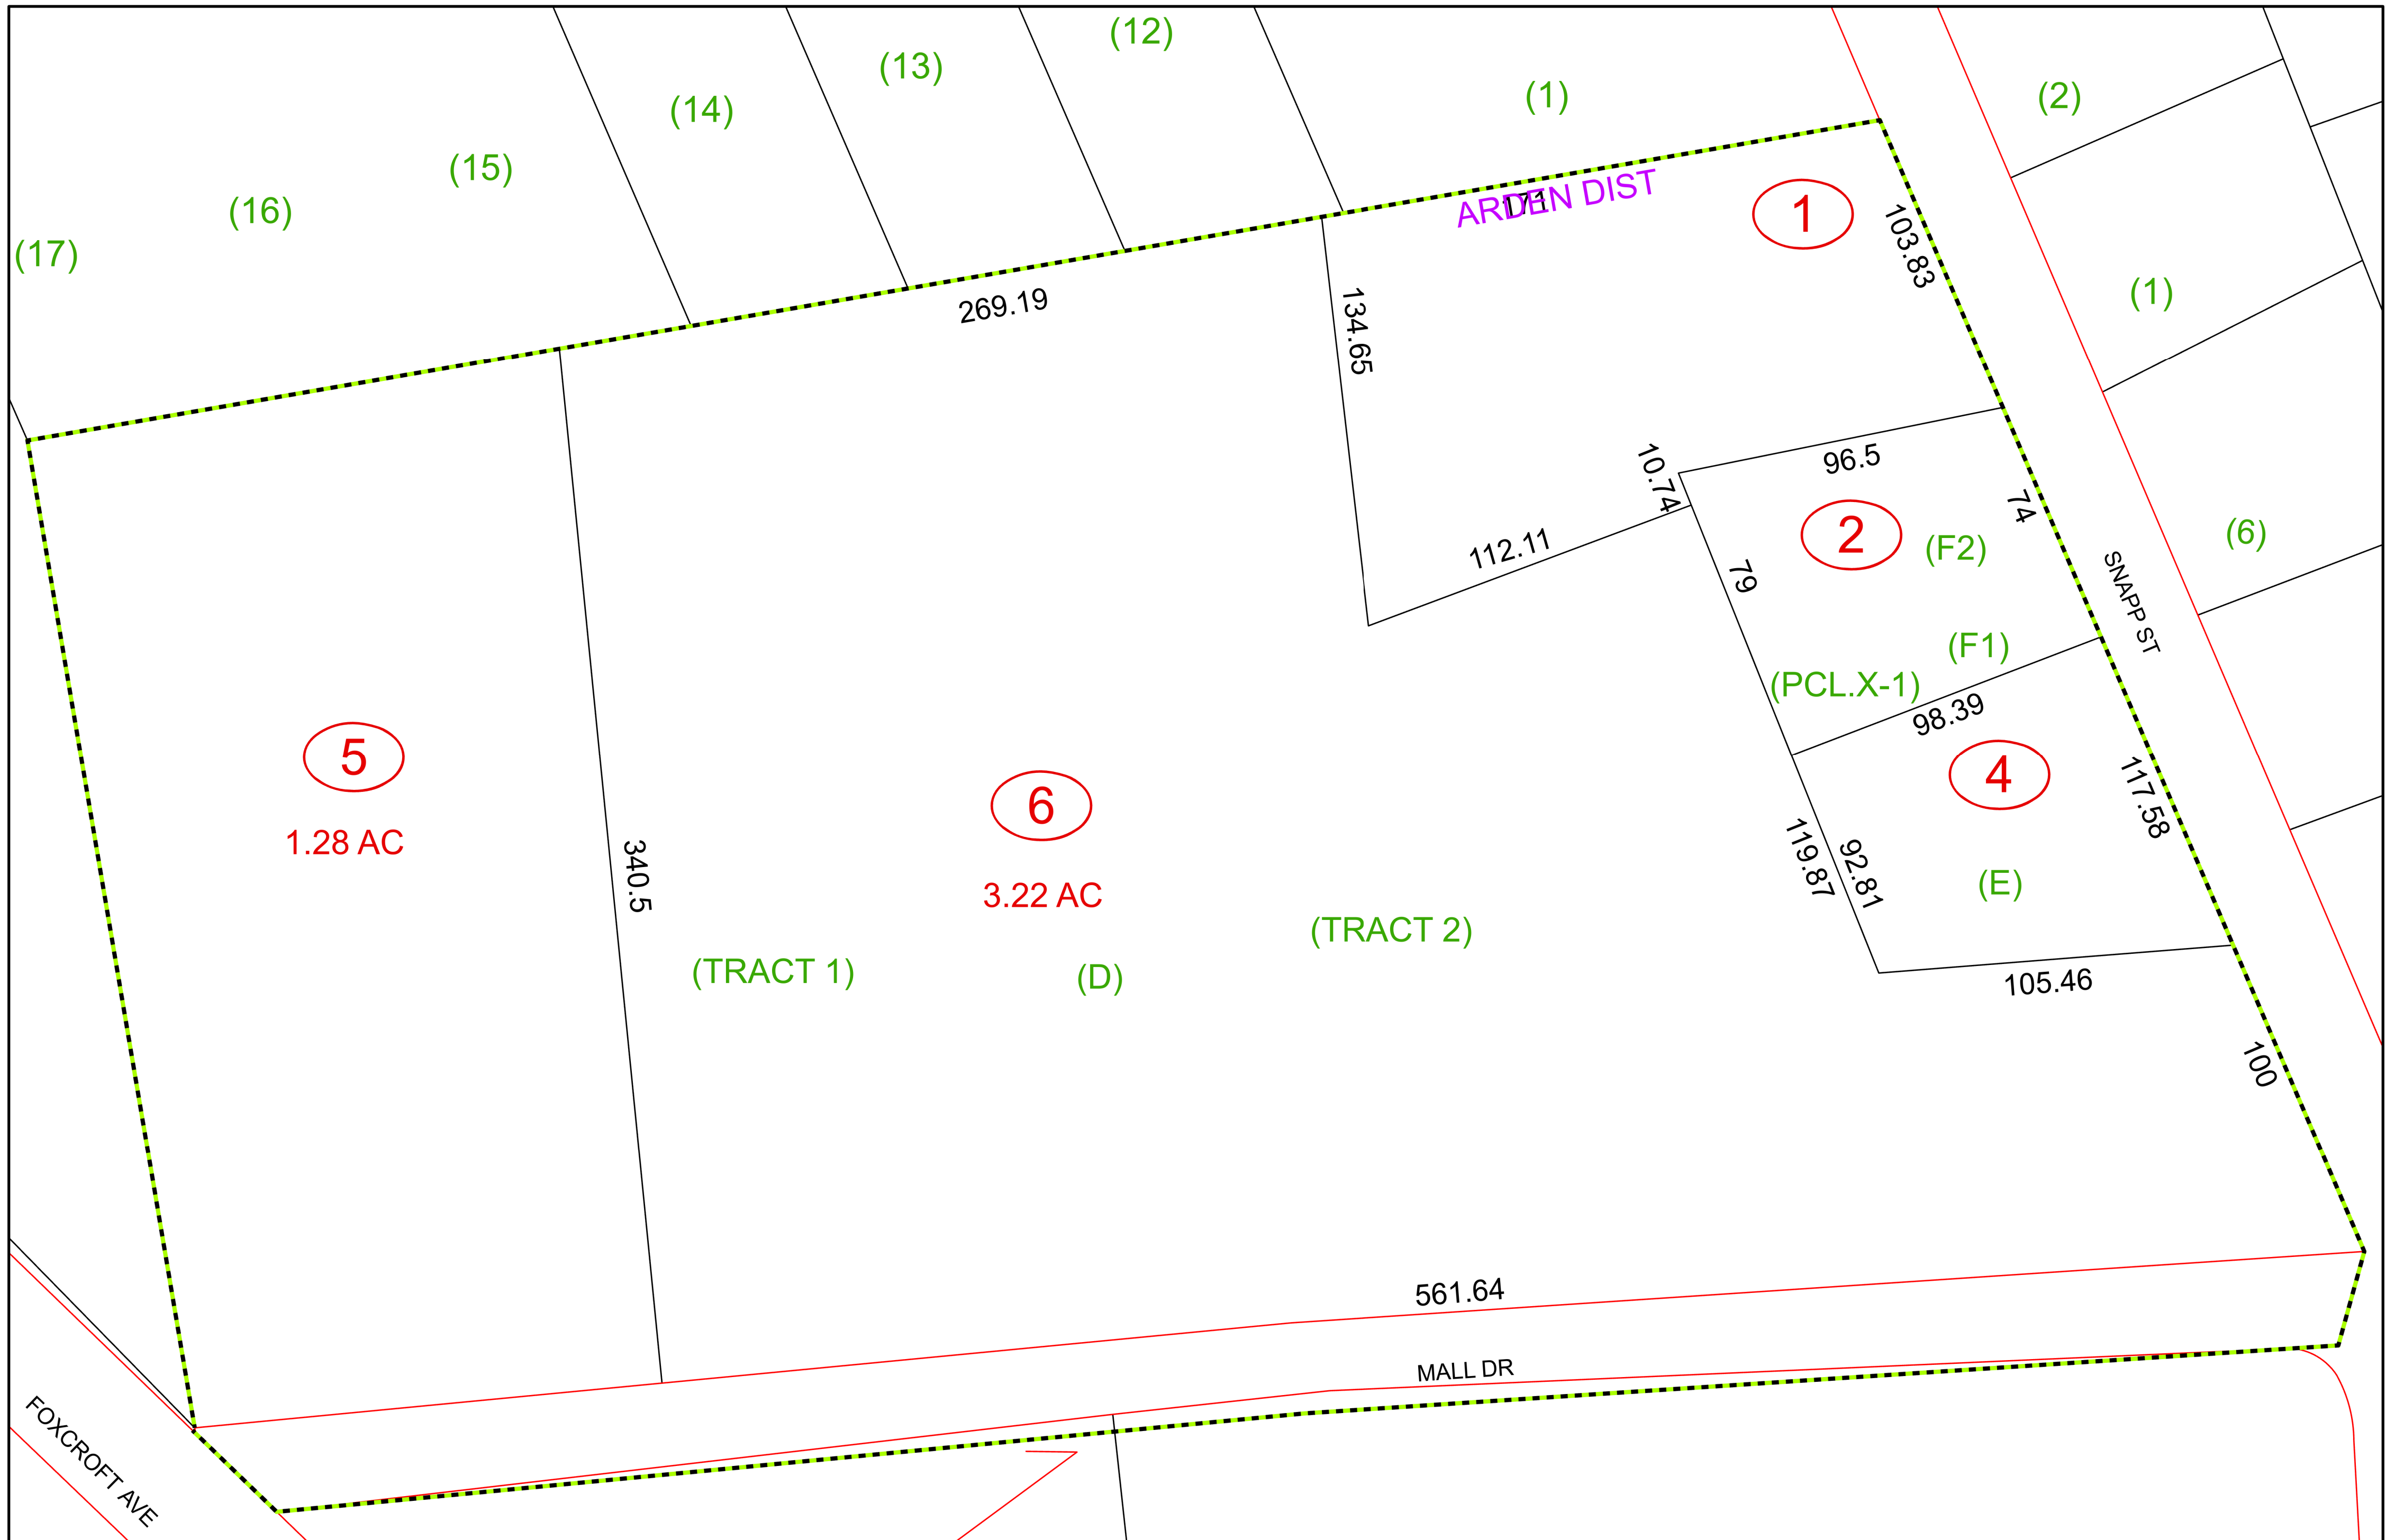 (12)
(13)
(1)
(2)
(14)
(15)
(16)
(17)
ARDEN DIST
171
1
103.83
269.19
(1)
134.65
10.74
96.5
74
2
(F2)
(6)
112.11
79
SNAPP ST
(F1)
(PCL.X-1)
98.39
5
1.28 AC
6
3.22 AC
4
117.58
340.5
119.87
92.81
(E)
(TRACT 2)
(TRACT 1)
(D)
105.46
100
561.64
MALL DR
FOXCROFT AVE